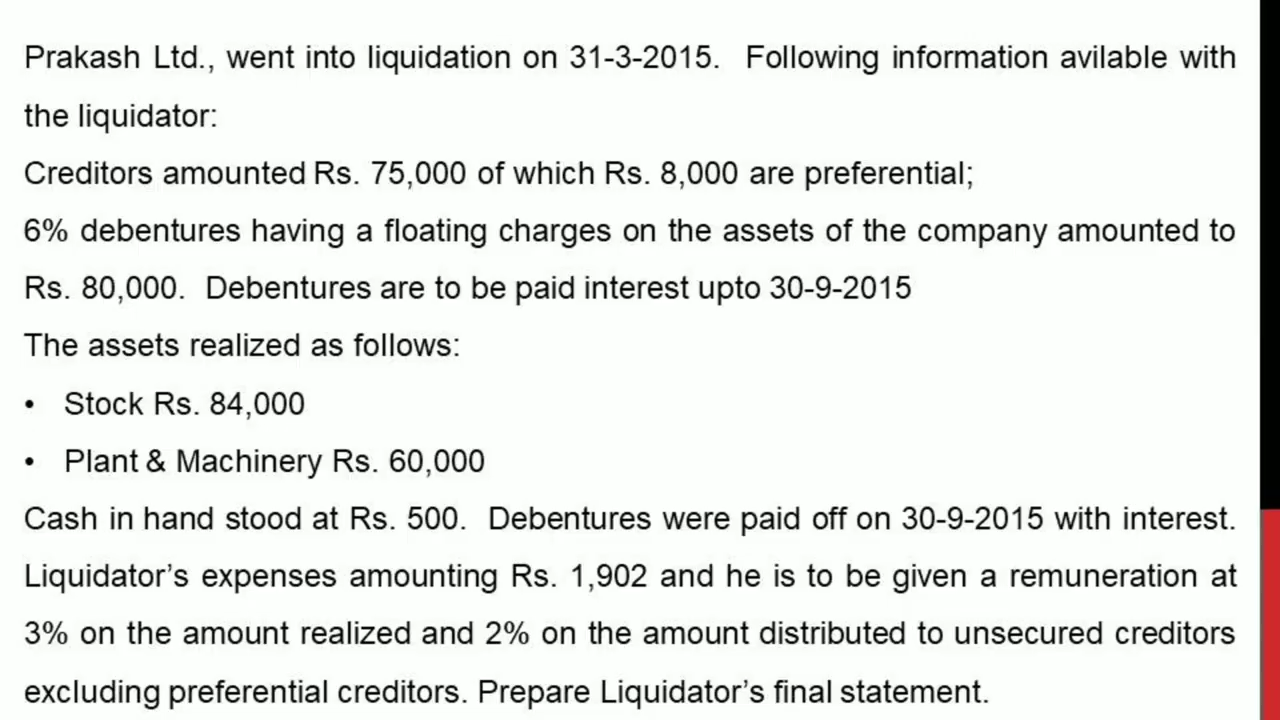 Prakash Ltd., went into liquidation on 31-3-2015. Following information avilable with
the liquidator:
Creditors amounted Rs. 75,000 of which Rs. 8,000 are preferential;
6% debentures having a floating charges on the assets of the company amounted to
Rs. 80,000. Debentures are to be paid interest upto 30-9-2015
The assets realized as follows:
• Stock Rs. 84,000
• Plant & Machinery Rs. 60,000
Cash in hand stood at Rs. 500. Debentures were paid off on 30-9-2015 with interest.
Liquidator's expenses amounting Rs. 1,902 and he is to be given a remuneration at
3% on the amount realized and 2% on the amount distributed to unsecured creditors
excluding preferential creditors. Prepare Liquidator's final statement.